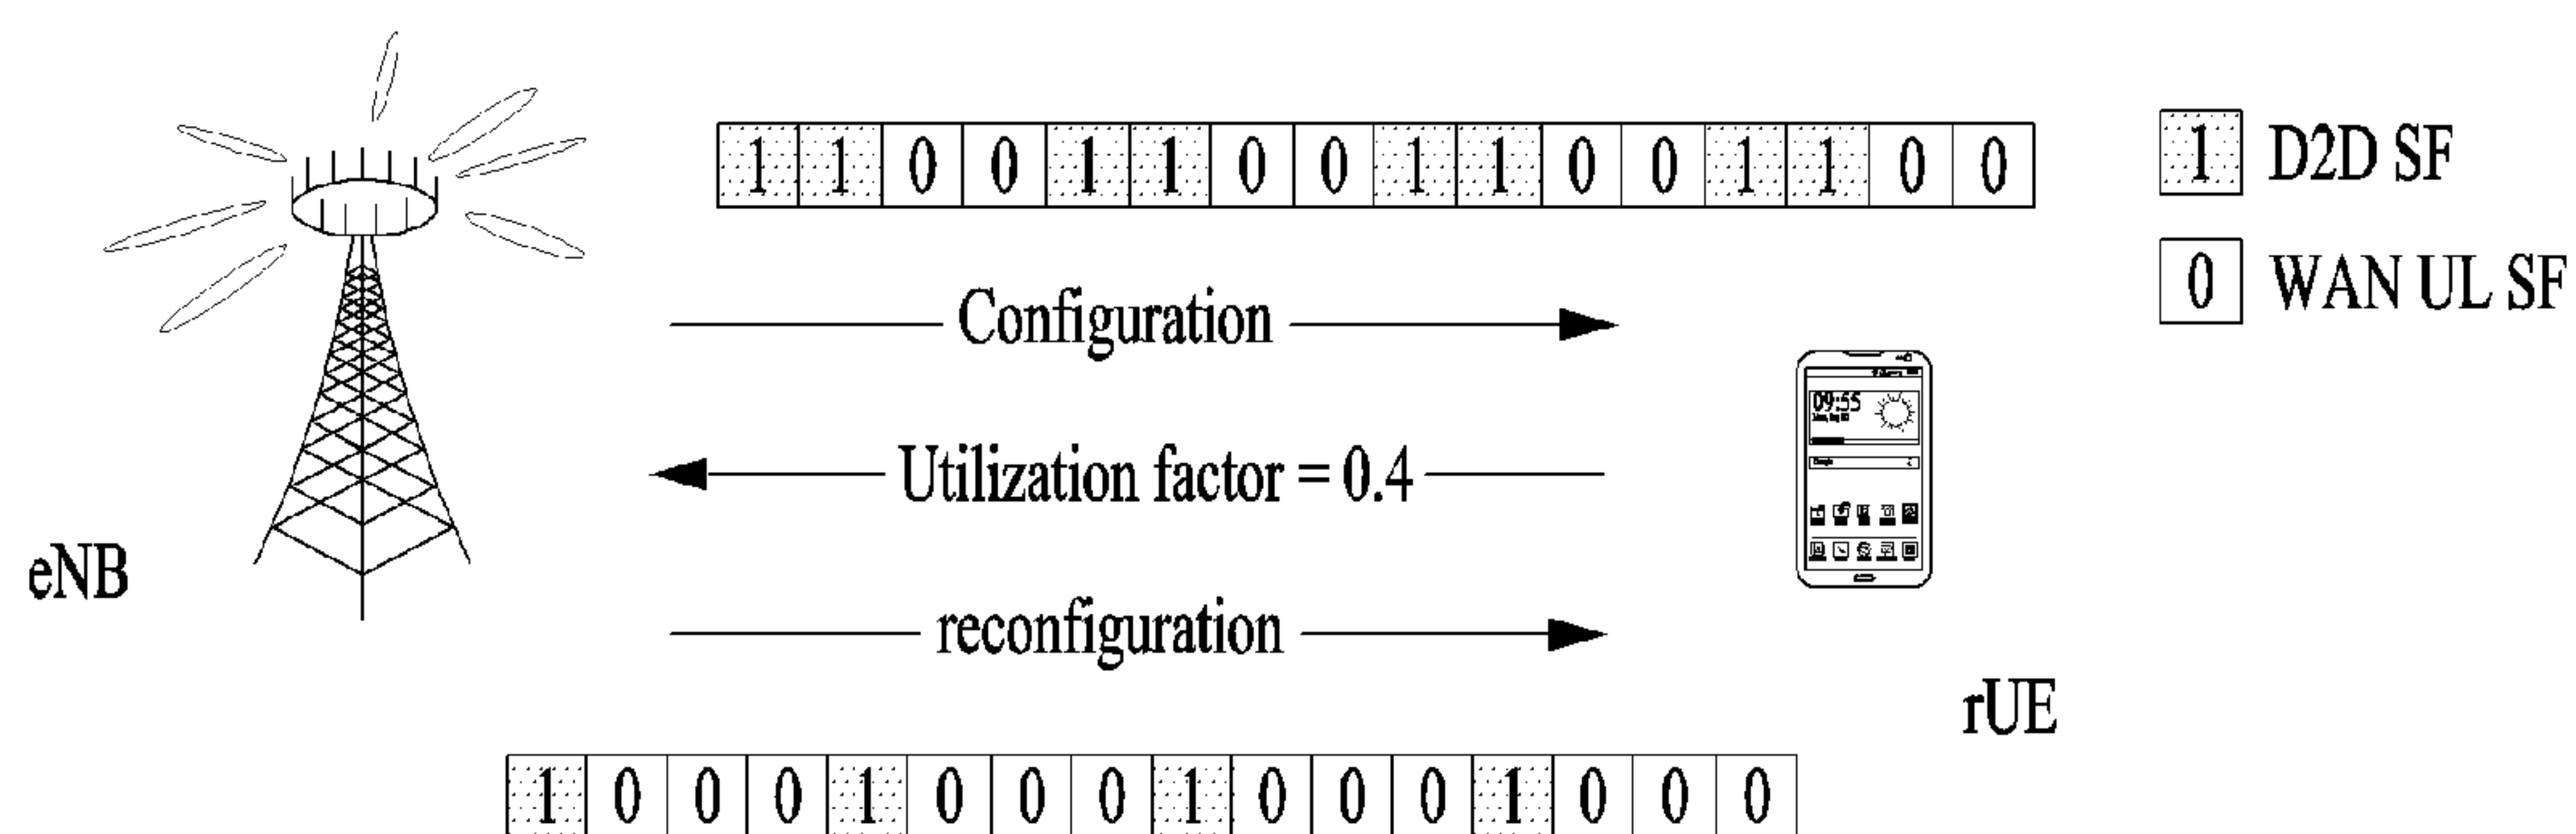 1 1 0 0 1 1 0 0 1 1 0 0 1 1 0 0
1 D2D SF
0 WAN UL SF
Configuration
Utilization factor = 0.4
09:55
reconfiguration
eNB
rUE
1 0 0 0 1 0 0 0 1 0 0 0 1 0 0 0